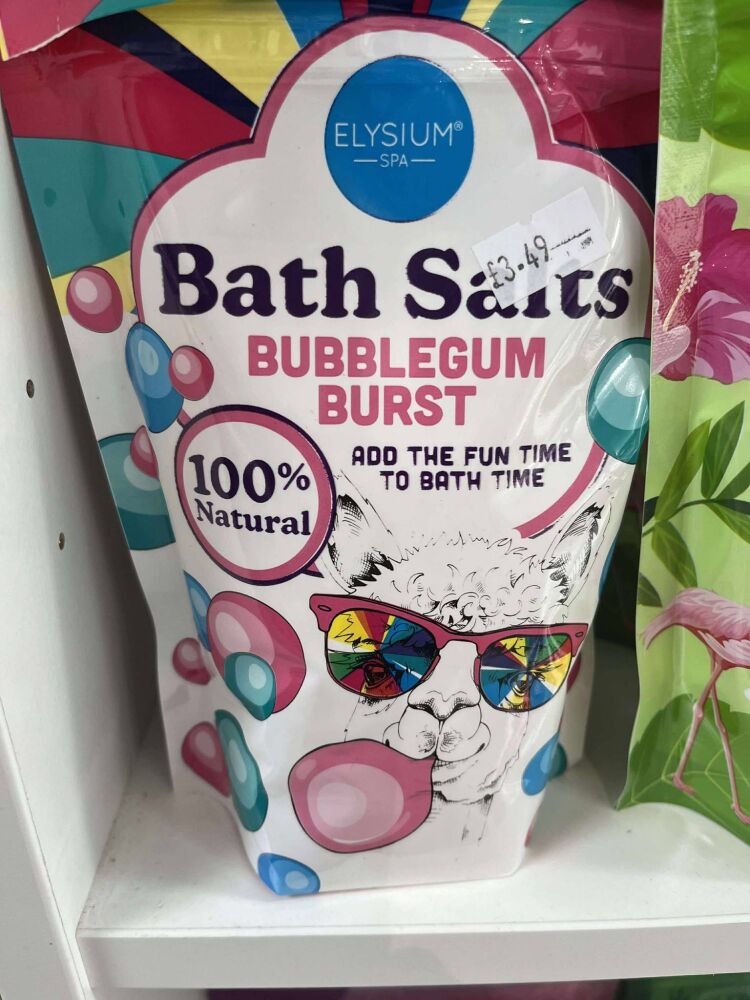 ELYSIUM®
SPA
£3.49
Bath Salts
BUBBLEGUM
BURST
ADD THE FUN TIME
TO BATH TIME
100%
Natural